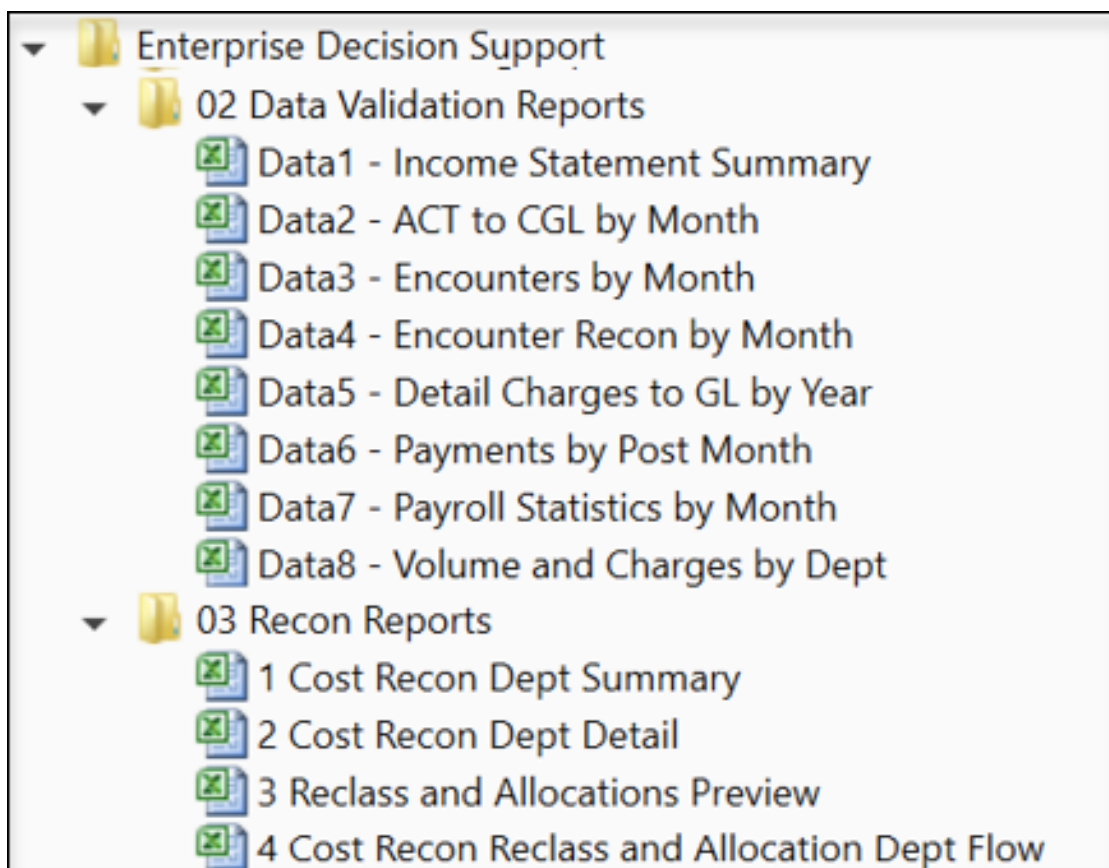 Enterprise Decision Support
02 Data Validation Reports
Data1 - Income Statement Summary
Data2 - ACT to CGL by Month
Data3 - Encounters by Month
Data4 - Encounter Recon by Month
Data5 - Detail Charges to GL by Year
Data6 - Payments by Post Month
Data7 - Payroll Statistics by Month
Data8 - Volume and Charges by Dept
03 Recon Reports
1 Cost Recon Dept Summary
2 Cost Recon Dept Detail
3 Reclass and Allocations Preview
4 Cost Recon Reclass and Allocation Dept Flow